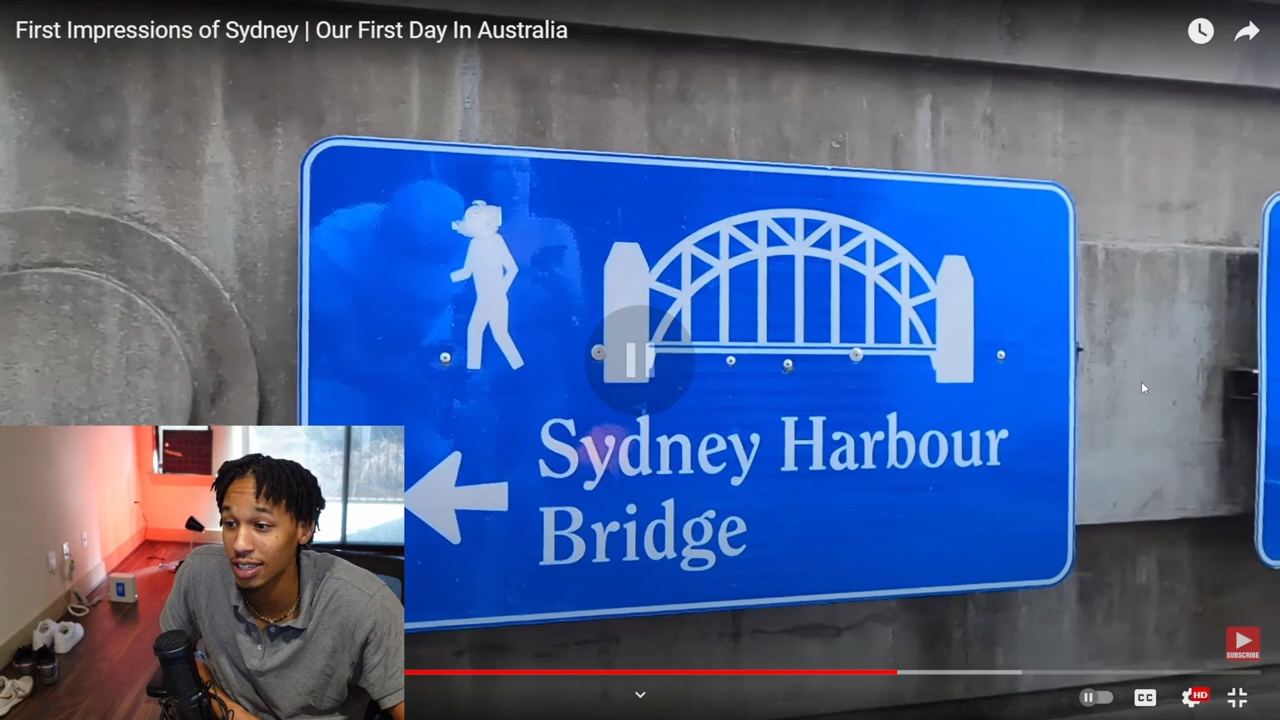 First Impressions of Sydney | Our First Day In Australia
Sydney Harbour
Bridge
SUBSCRIBE
CC
HD